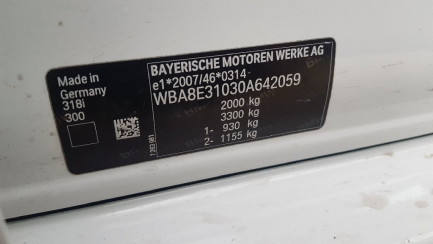 BAYERISCHE MOTOREN WERKE AG
e1*2007/46*0314
WBA8E31030A642059
2000 kg
3300 kg
1- 930 kg
2- 1155 kg
Made in
Germany
318i
300